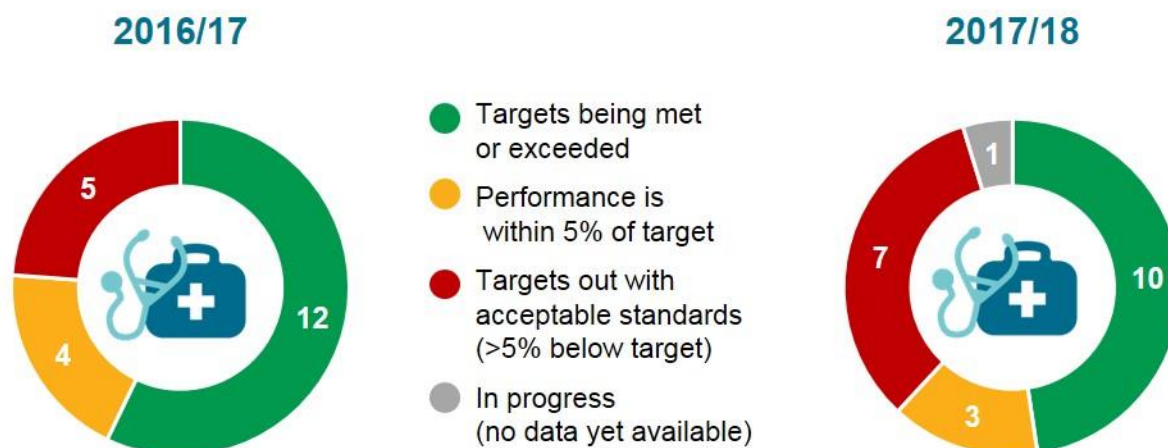 2016/17
5
12
4
Targets being met
or exceeded
Performance is
within 5% of target
Targets out with
acceptable standards
(>5% below target)
In progress
(no data yet available)
2017/18
1
7
10
3